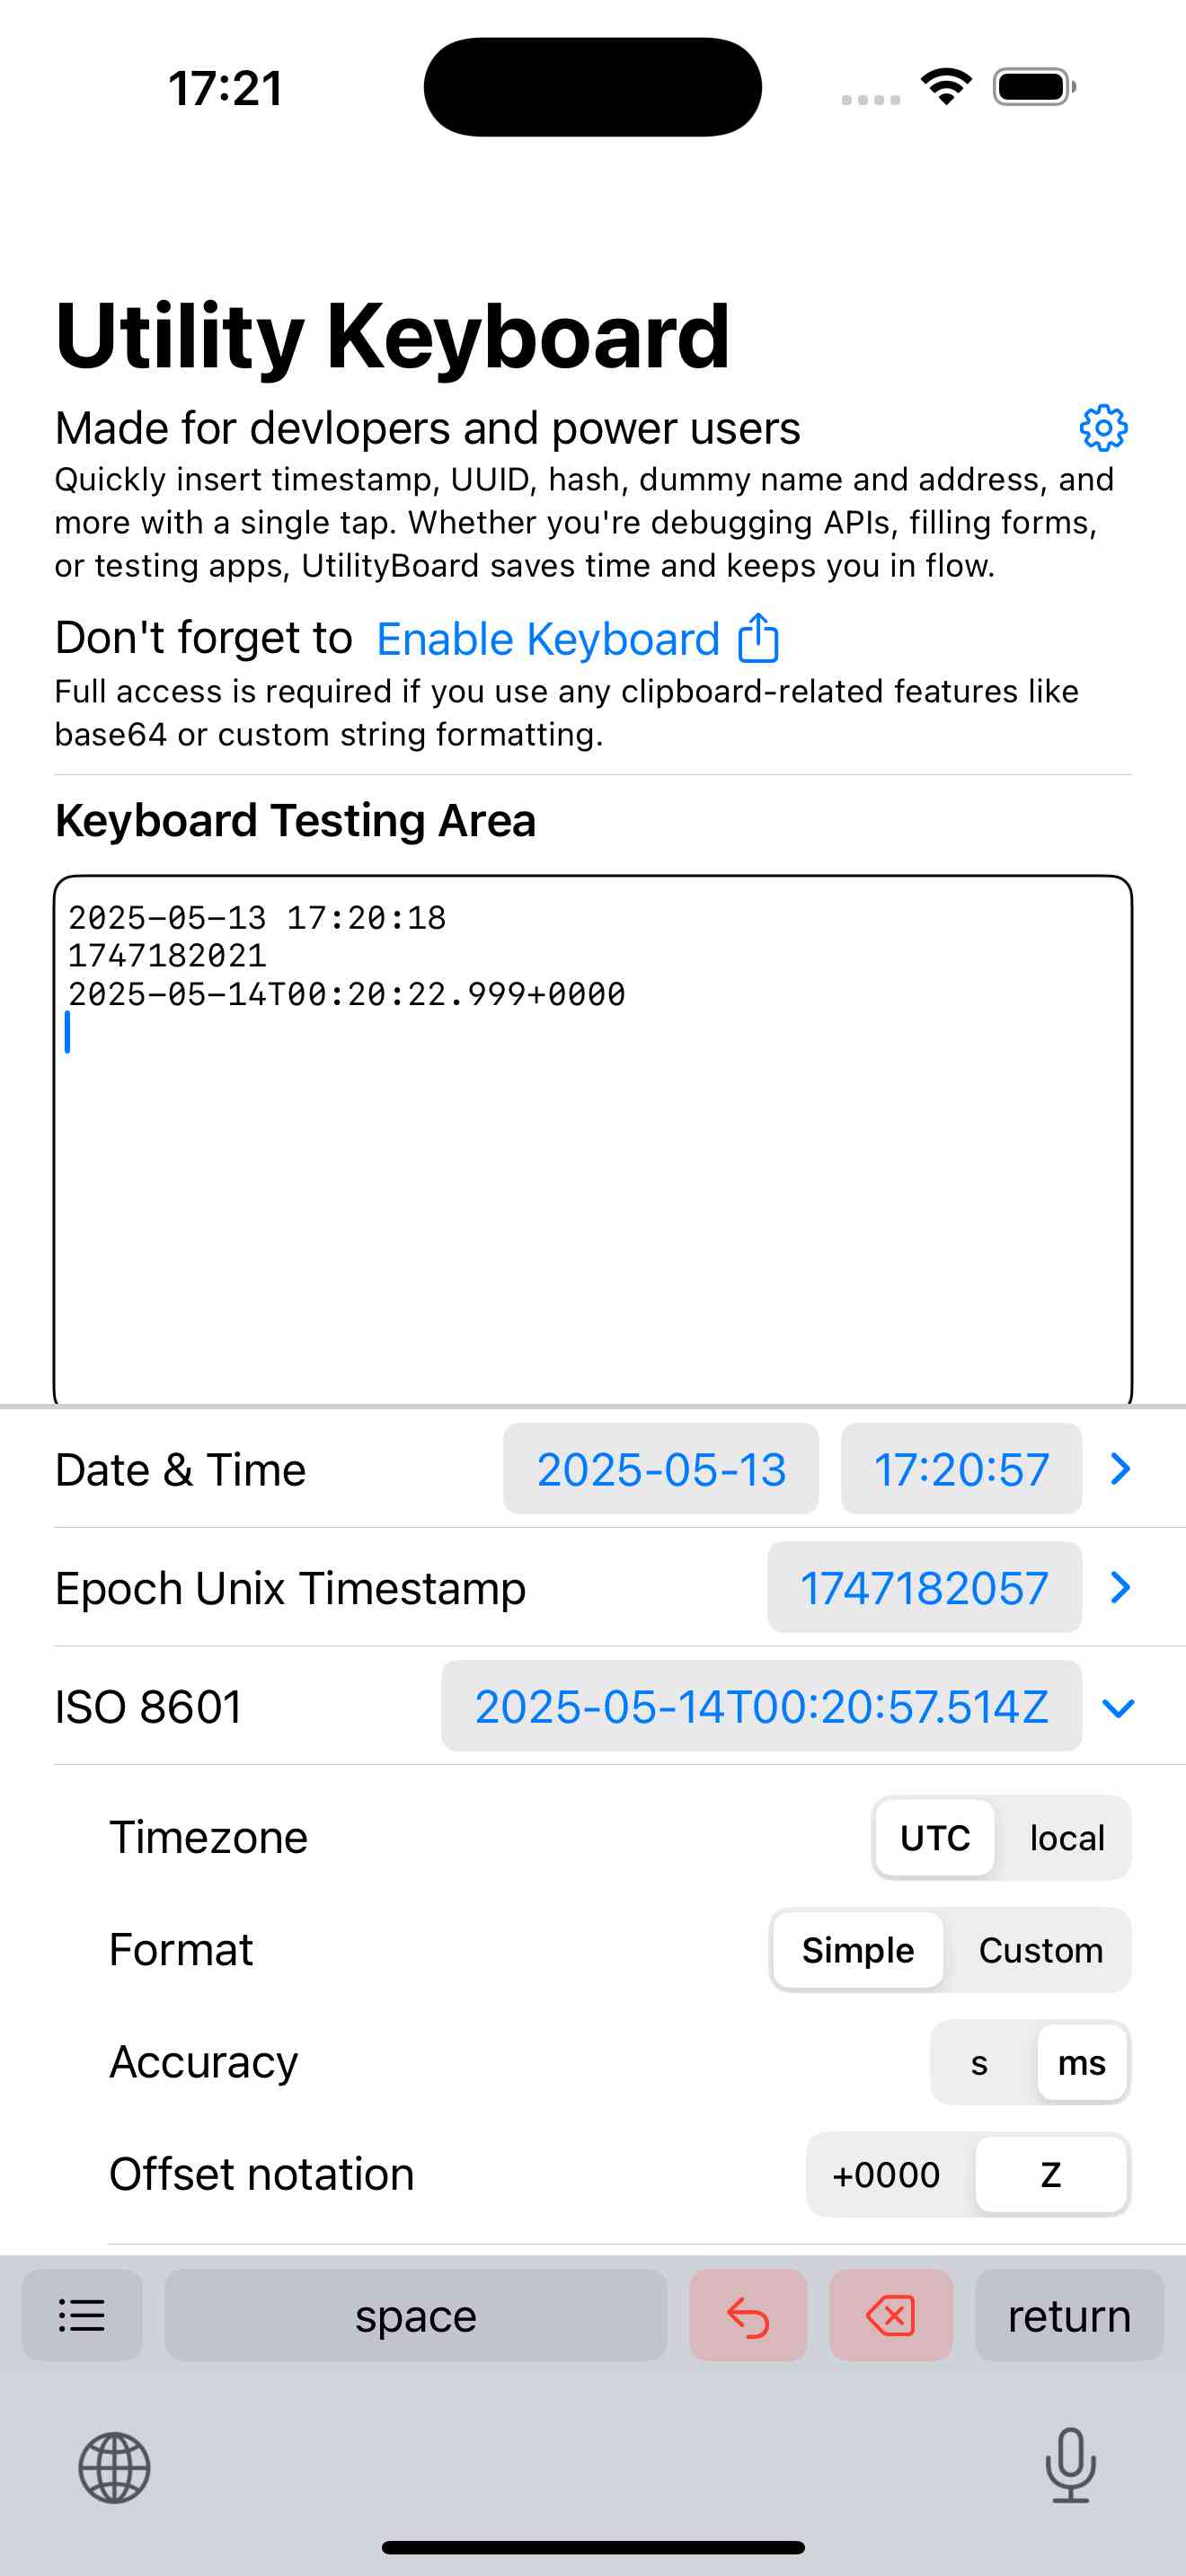 17:21
Utility Keyboard
Made for devlopers and power users
Quickly insert timestamp, UUID, hash, dummy name and address, and
more with a single tap. Whether you're debugging APIs, filling forms,
or testing apps, UtilityBoard saves time and keeps you in flow.
Don't forget to Enable Keyboard
Full access is required if you use any clipboard-related features like
base64 or custom string formatting.
Keyboard Testing Area
2025-05-13 17:20:18
1747182021
2025-05-14T00:20:22.999+0000
Date & Time 2025-05-13 17:20:57
Epoch Unix Timestamp 1747182057
ISO 8601 2025-05-14T00:20:57.514Z
Timezone UTC local
Format Simple Custom
Accuracy s ms
Offset notation +0000 Z
space return